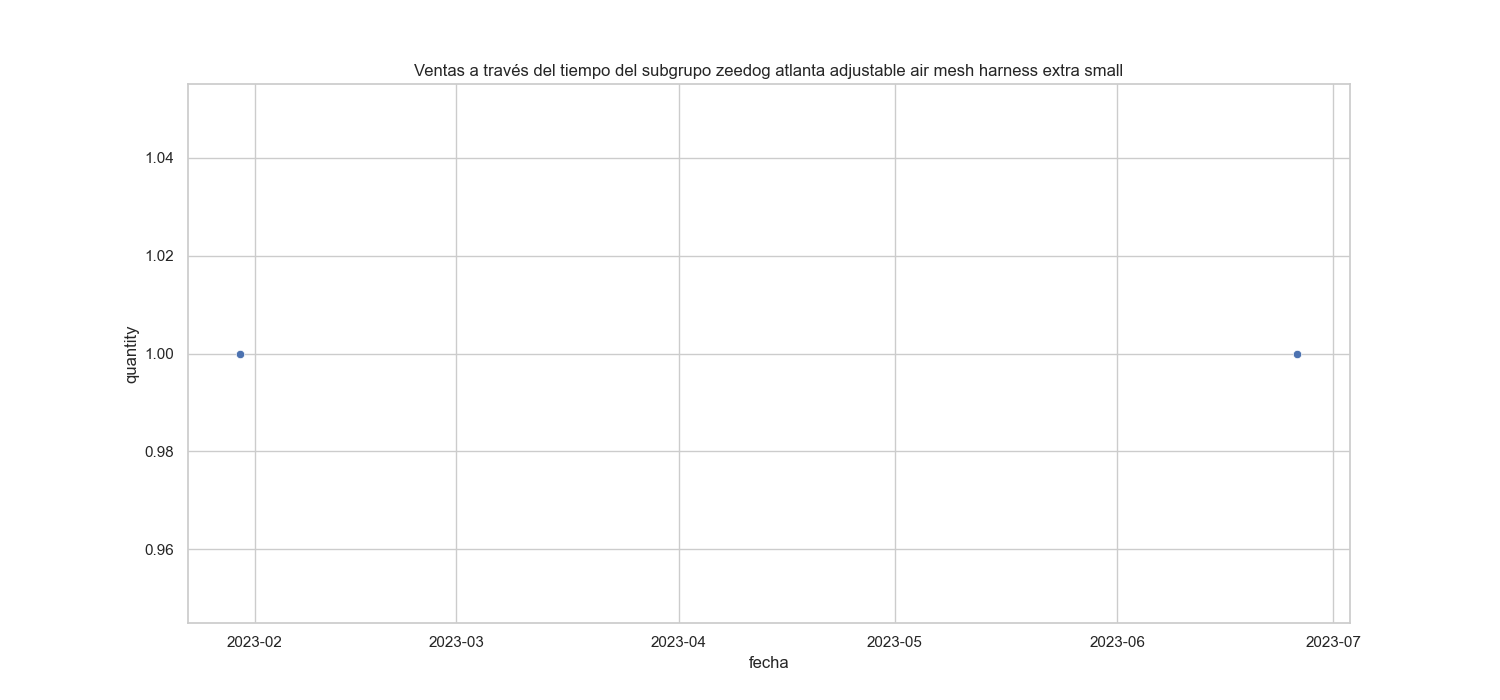 Ventas a través del tiempo del subgrupo zeedog atlanta adjustable air mesh harness extra small
1.04
1.02
1.00
0.98
0.96
quantity
2023-02 2023-03 2023-04 2023-05 2023-06 2023-07
fecha